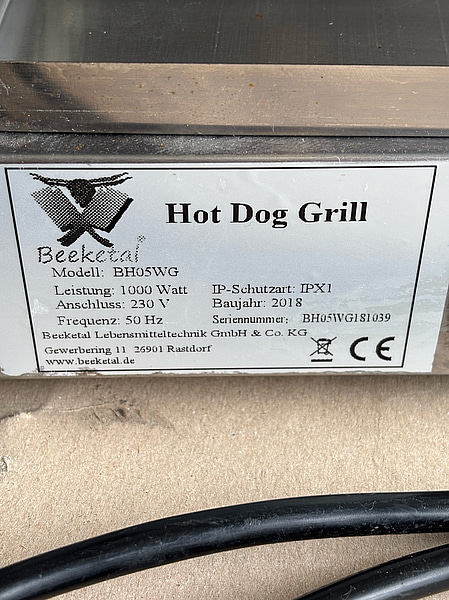 Hot Dog Grill
Beeketal®
Modell: BH05WG
Leistung: 1000 Watt IP-Schutzart: IPX1
Anschluss: 230 V Baujahr: 2018
Frequenz: 50 Hz Seriennummer: BH05WG181039
Beeketal Lebensmitteltechnik GmbH & Co. KG
Gewerbering 11 26901 Rastdorf
www.beeketal.de
CE